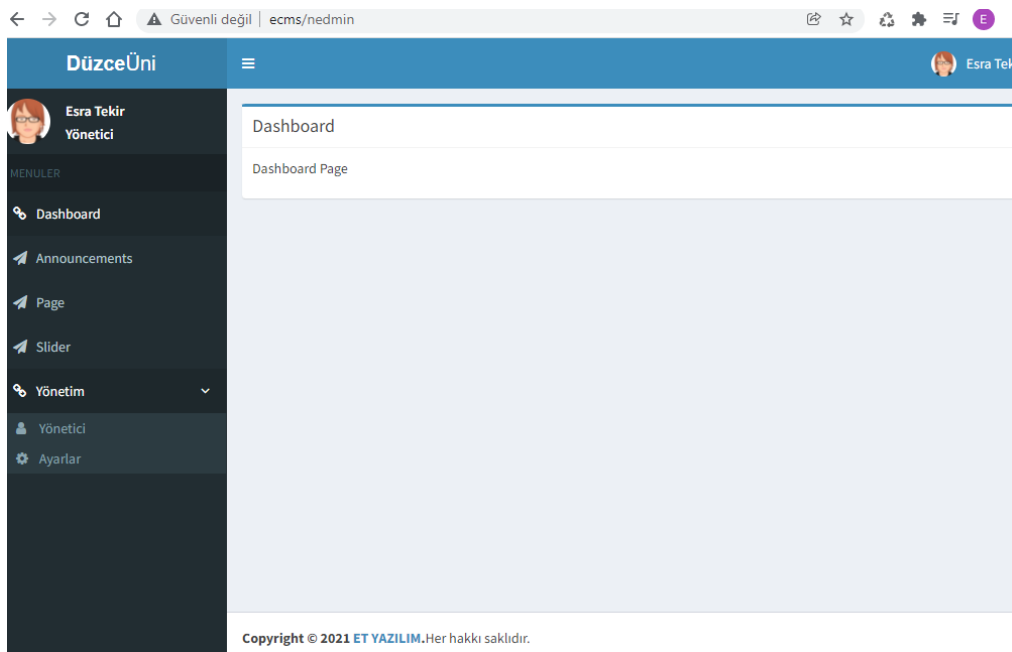 Güvenli değil | ecms/nedmin
E
DüzceÜni
Esra Tek
Esra Tekir
Yönetici
MENULER
Dashboard
Announcements
Page
Slider
Yönetim
Yönetici
Ayarlar
Dashboard
Dashboard Page
Copyright © 2021 ET YAZILIM.Her hakkı saklıdır.